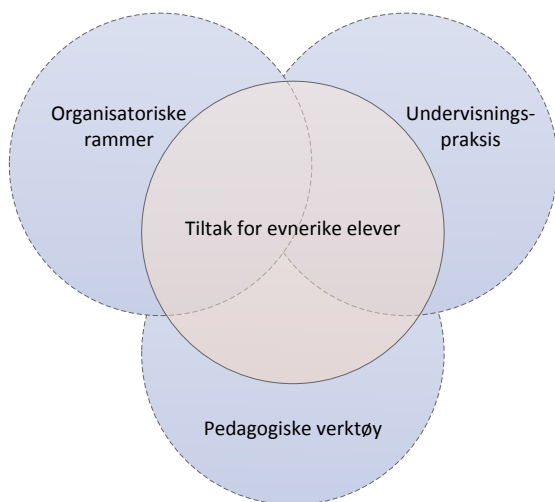 Organisatoriske
rammer
Undervisnings-
praksis
Tiltak for evnerike elever
Pedagogiske verktøy